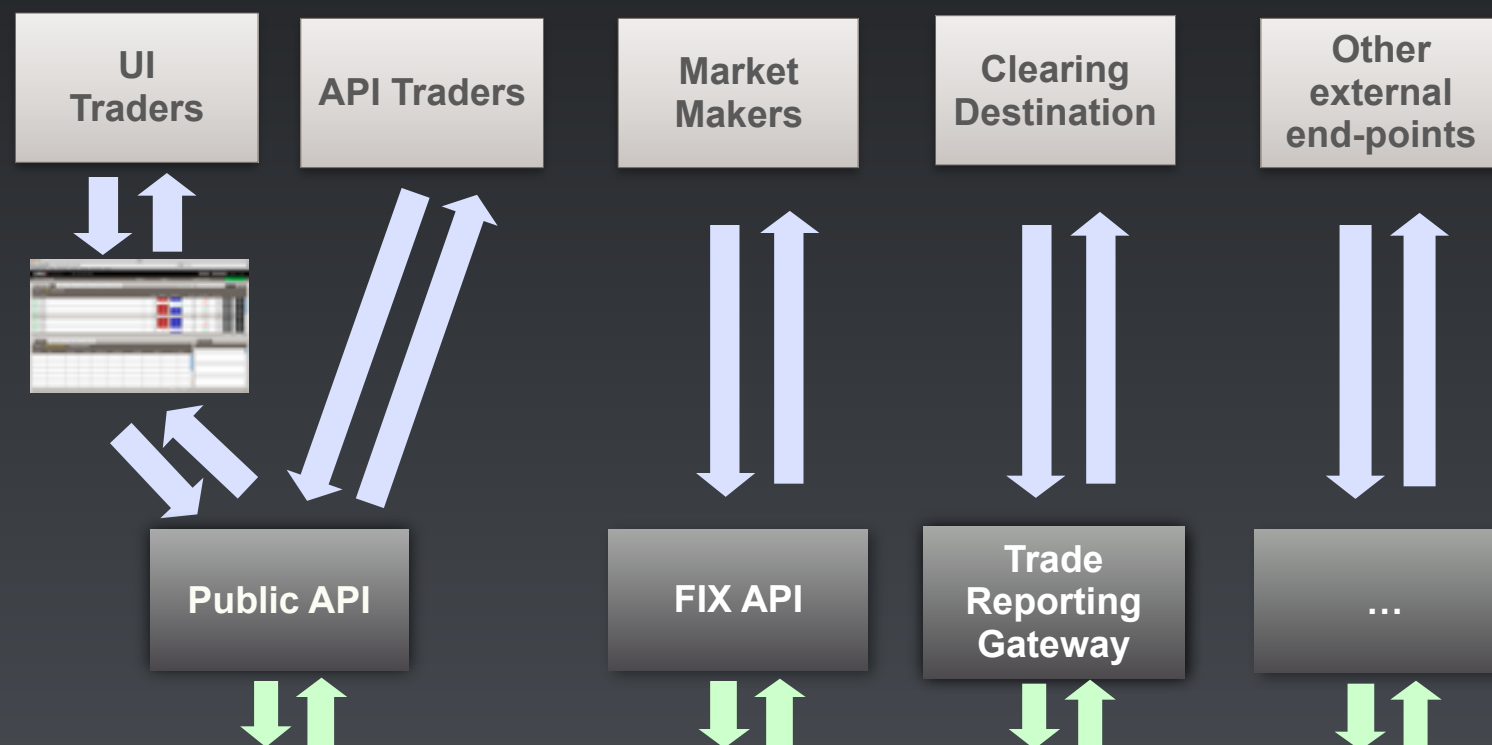 UI
Traders
API Traders
Market
Makers
Clearing
Destination
Other
external
end-points
Public API
FIX API
Trade
Reporting
Gateway
…